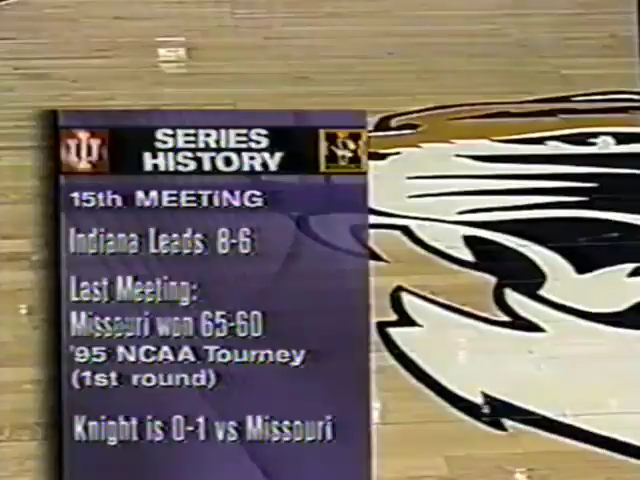 SERIES
HISTORY
15th MEETING
Indiana Leads 8-6
Last Meeting:
Missouri won 65-60
'95 NCAA Tourney
(1st round)
Knight is 0-1 vs Missouri